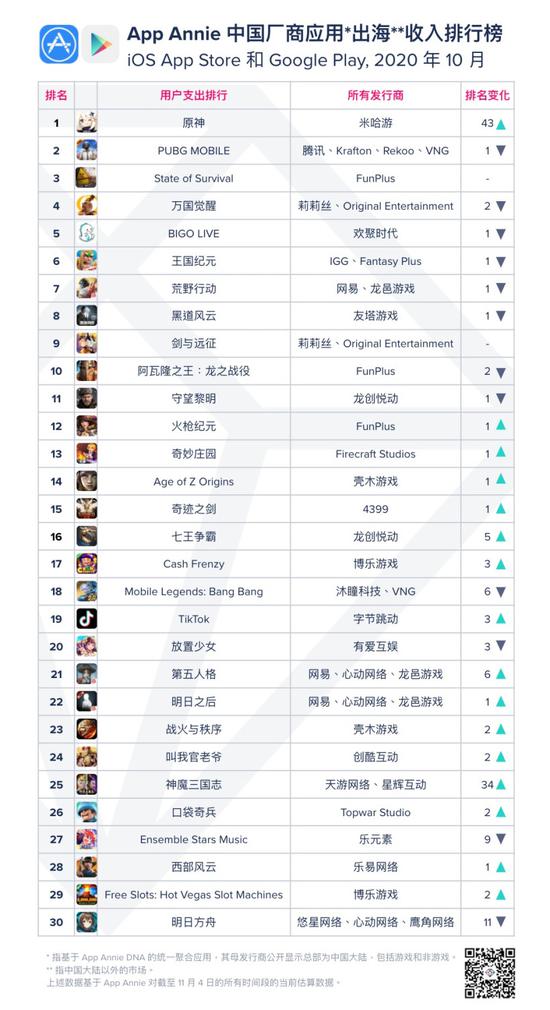 App Annie 中国厂商应用*出海**收入排行榜
iOS App Store 和 Google Play, 2020 年 10 月
排名 用户支出排行 所有发行商 排名变化
1 原神 米哈游 43 ▲
2 PUBG MOBILE 腾讯、Krafton、Rekoo、VNG 1 ▼
3 State of Survival FunPlus -
4 万国觉醒 莉莉丝、Original Entertainment 2 ▼
5 BIGO LIVE 欢聚时代 1 ▼
6 王国纪元 IGG、Fantasy Plus 1 ▼
7 荒野行动 网易、龙邑游戏 1 ▼
8 黑道风云 友塔游戏 1 ▼
9 剑与远征 莉莉丝、Original Entertainment -
10 阿瓦隆之王：龙之战役 FunPlus 2 ▼
11 守望黎明 龙创悦动 1 ▼
12 火枪纪元 FunPlus 1 ▲
13 奇妙庄园 Firecraft Studios 1 ▲
14 Age of Z Origins 壳木游戏 1 ▲
15 奇迹之剑 4399 1 ▲
16 七王争霸 龙创悦动 5 ▲
17 Cash Frenzy 博乐游戏 3 ▲
18 Mobile Legends: Bang Bang 沐瞳科技、VNG 6 ▼
19 TikTok 字节跳动 3 ▲
20 放置少女 有爱互娱 3 ▼
21 第五人格 网易、心动网络、龙邑游戏 6 ▲
22 明日之后 网易、心动网络、龙邑游戏 1 ▲
23 战火与秩序 壳木游戏 2 ▲
24 叫我官老爷 创酷互动 2 ▲
25 神魔三国志 天游网络、星辉互动 34 ▲
26 口袋奇兵 Topwar Studio 2 ▲
27 Ensemble Stars Music 乐元素 9 ▼
28 西部风云 乐易网络 1 ▲
29 Free Slots: Hot Vegas Slot Machines 博乐游戏 2 ▲
30 明日方舟 悠星网络、心动网络、鹰角网络 11 ▼
* 指基于 App Annie DNA 的统一聚合应用，其母发行商公开显示总部为中国大陆，包括游戏和非游戏。
** 指中国大陆以外的市场。
上述数据基于 App Annie 对截至 11 月 4 日的所有时间段的当前估算数据。